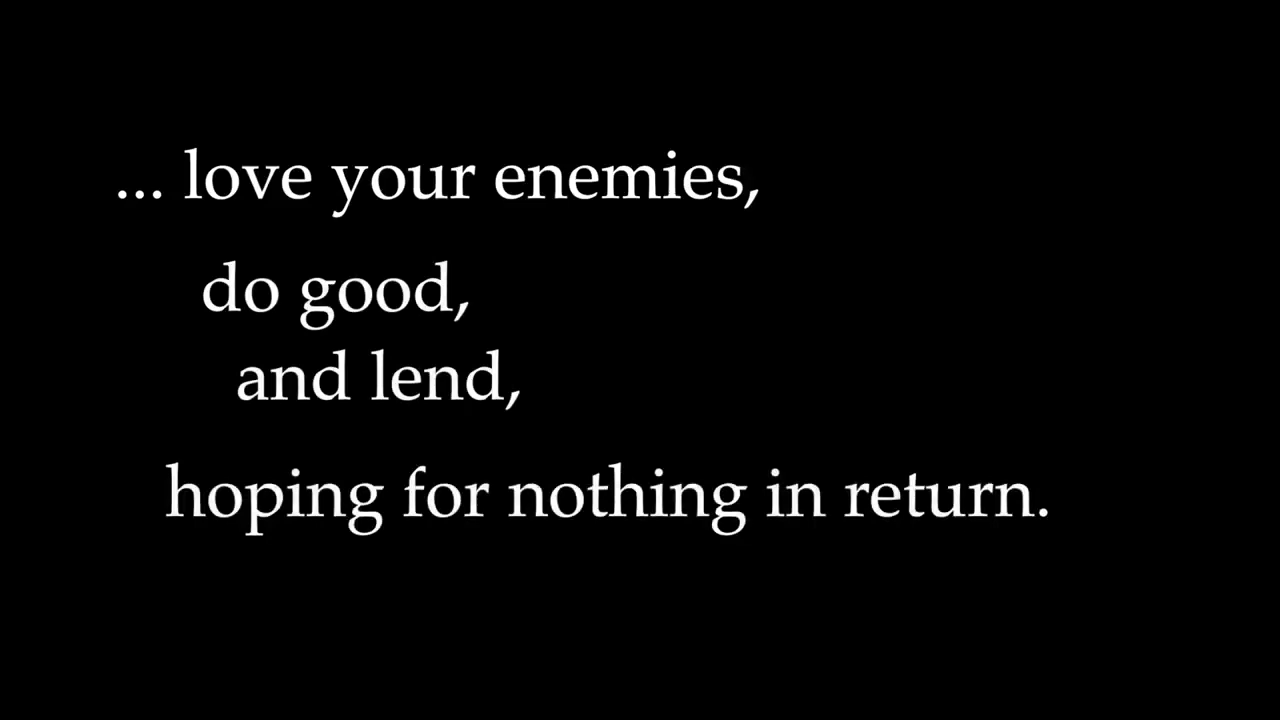 ... love your enemies,
do good,
and lend,
hoping for nothing in return.